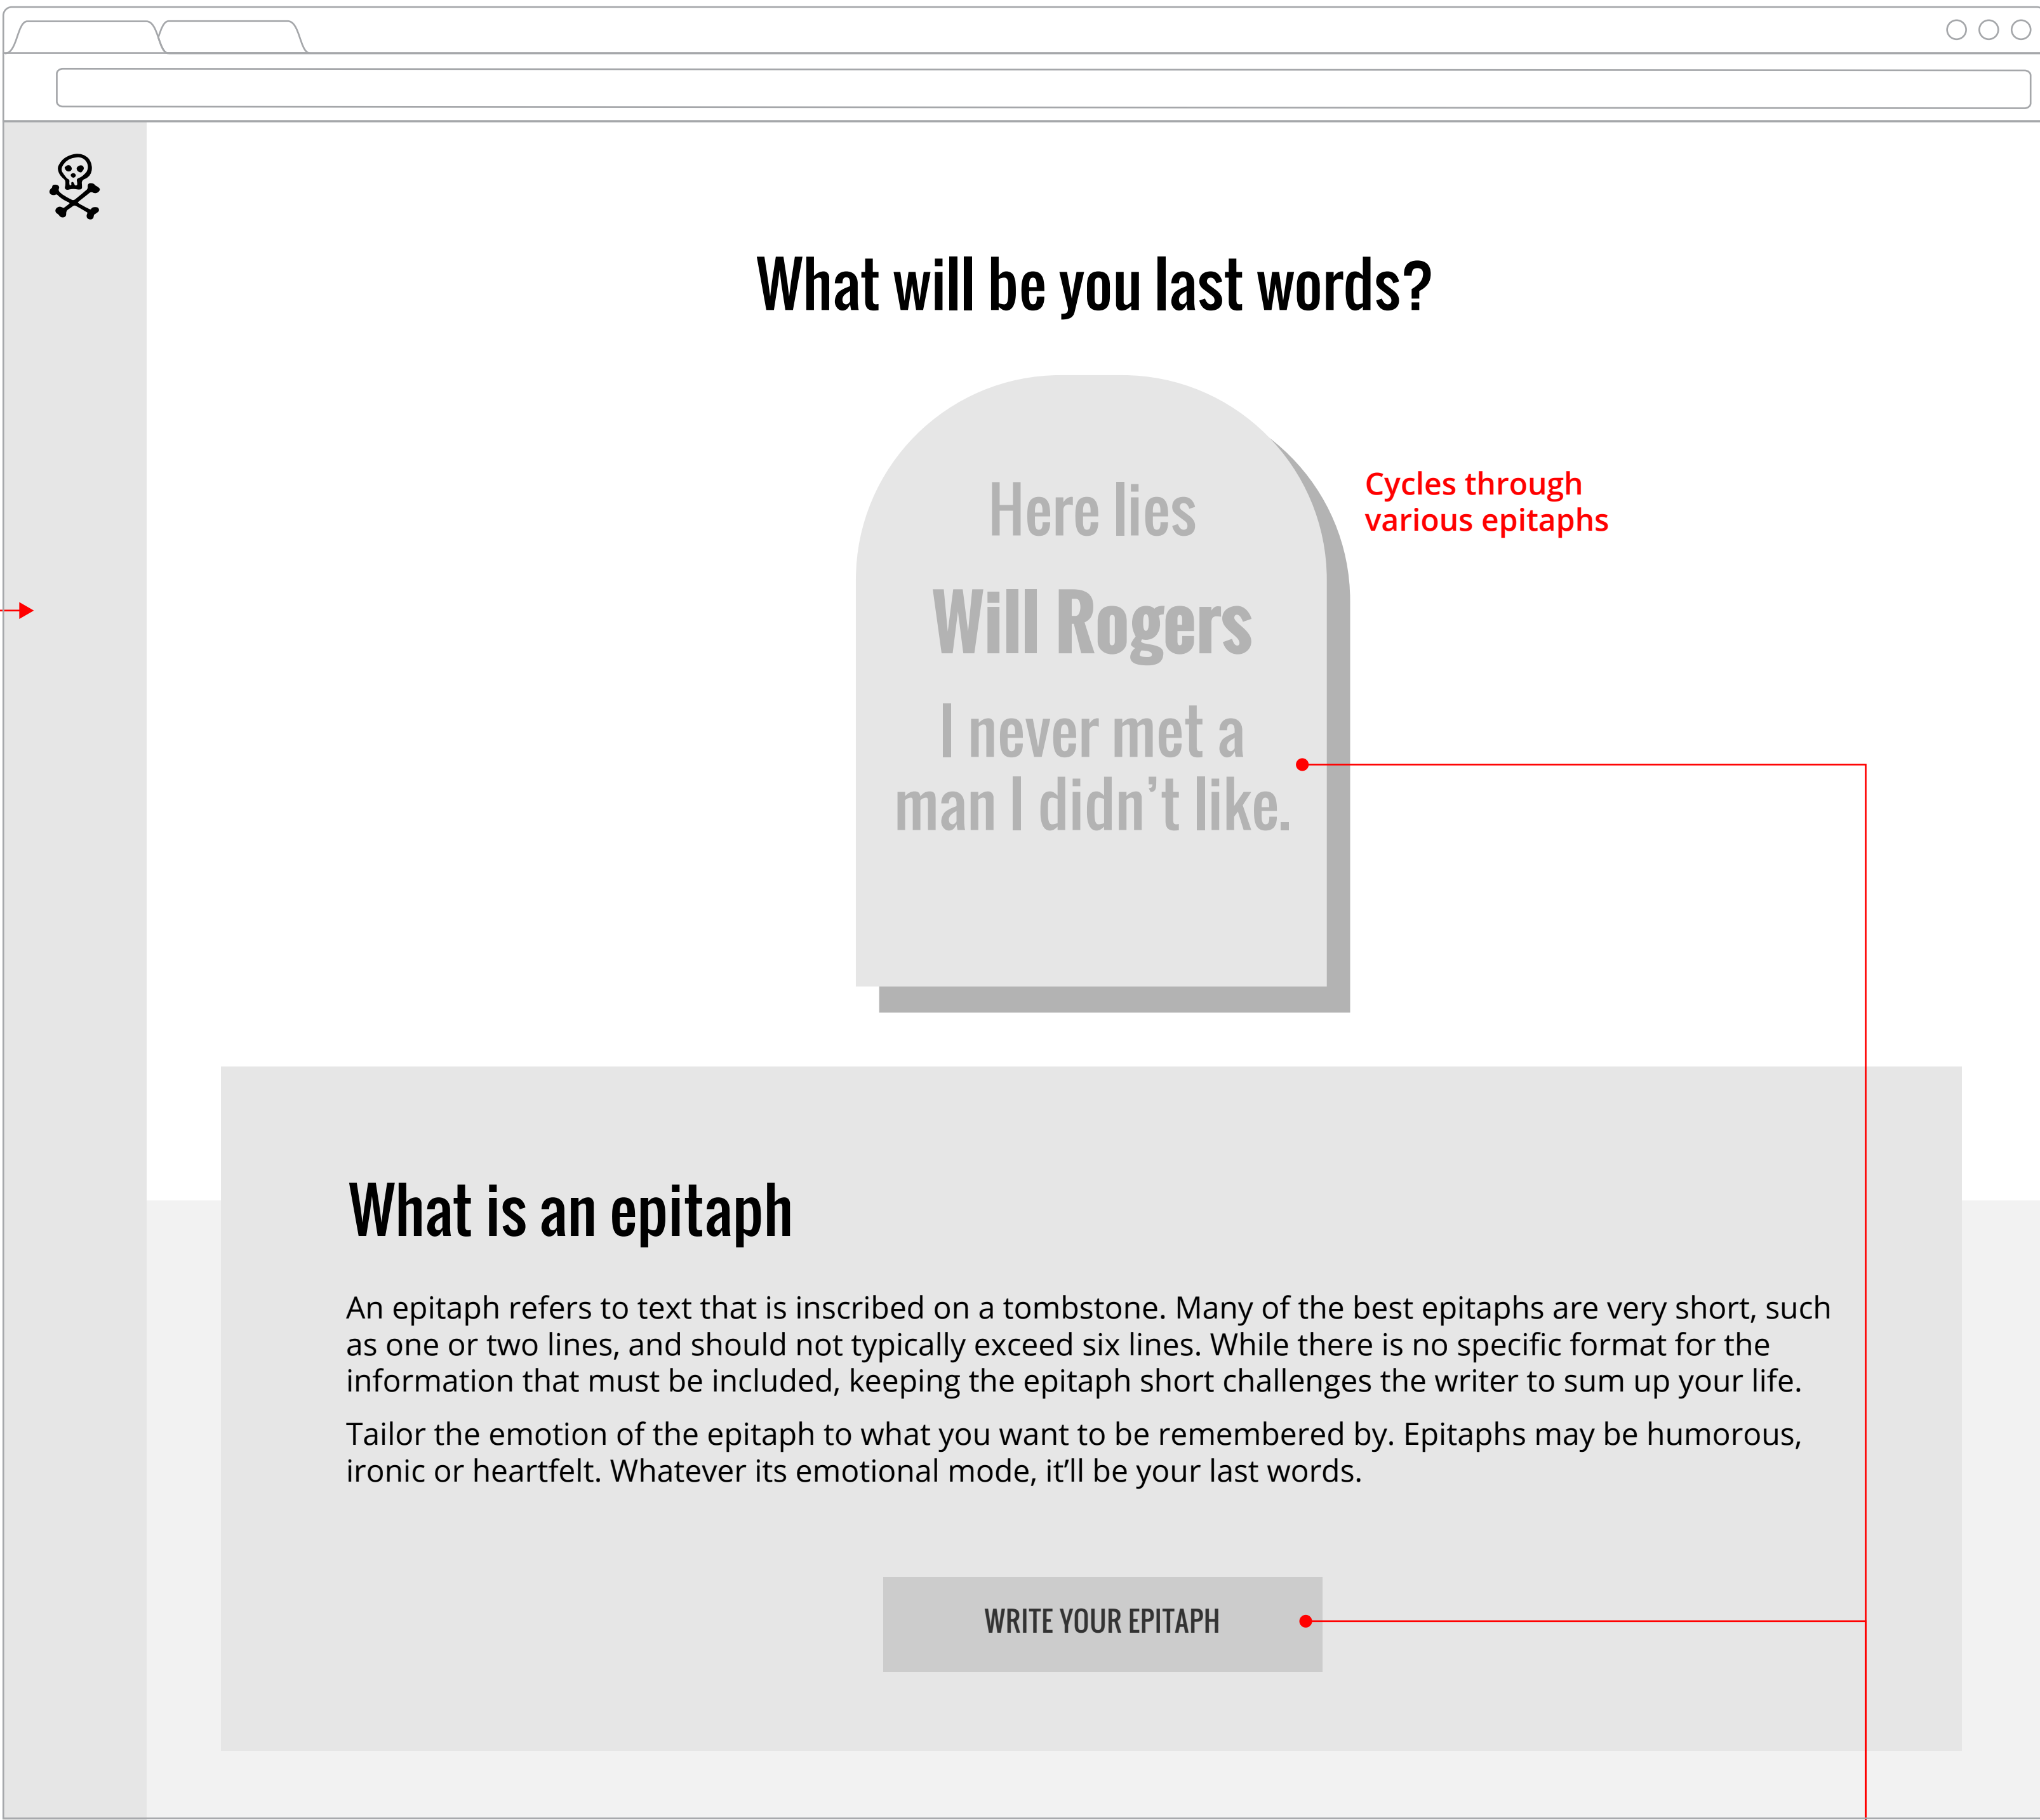 What will be you last words?
Here lies
Will Rogers
I never met a
man I didn’t like.
Cycles through
various epitaphs
What is an epitaph
An epitaph refers to text that is inscribed on a tombstone. Many of the best epitaphs are very short, such
as one or two lines, and should not typically exceed six lines. While there is no specific format for the
information that must be included, keeping the epitaph short challenges the writer to sum up your life.
Tailor the emotion of the epitaph to what you want to be remembered by. Epitaphs may be humorous,
ironic or heartfelt. Whatever its emotional mode, it’ll be your last words.
WRITE YOUR EPITAPH